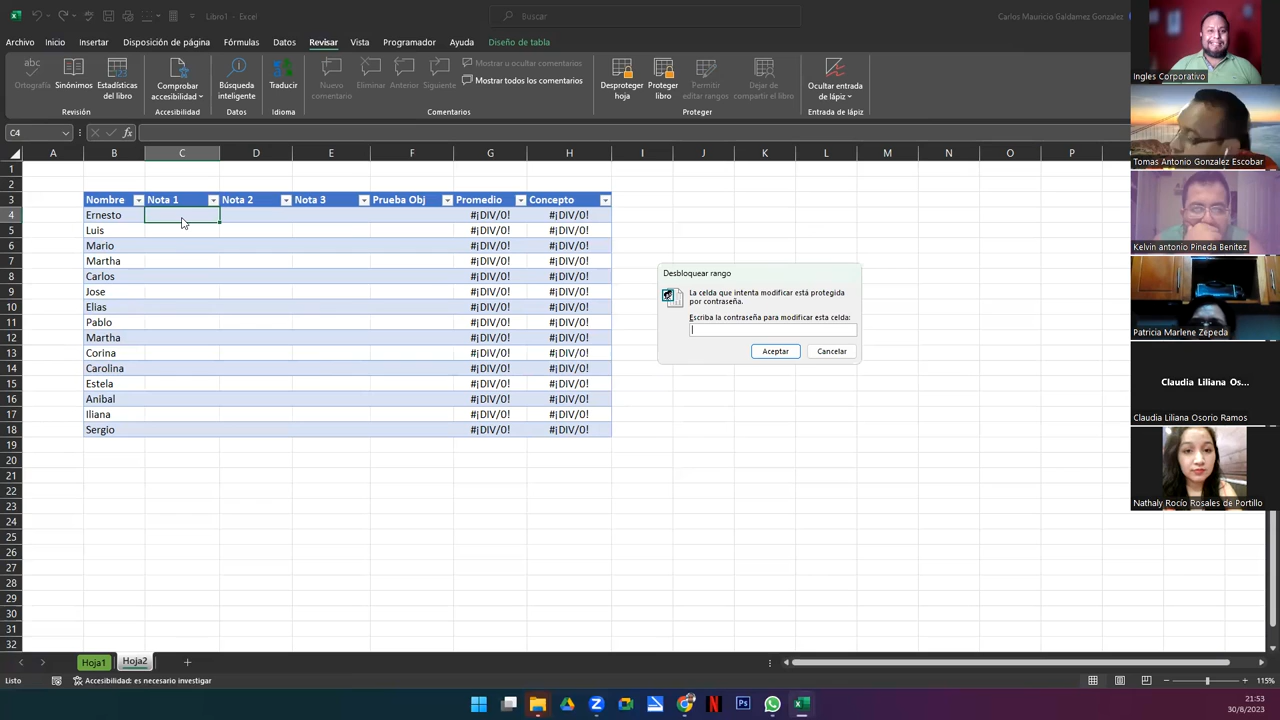 Libro1 - Excel
Buscar
Carlos Mauricio Galdamez Gonzalez
Archivo Inicio Insertar Disposición de página Fórmulas Datos Revisar Vista Programador Ayuda Diseño de tabla
abc
Ortografía
Sinónimos
Estadísticas del libro
Revisión
Comprobar accesibilidad
Accesibilidad
Búsqueda inteligente
Datos
Traducir
Idioma
Nuevo comentario
Eliminar
Anterior
Siguiente
Mostrar u ocultar comentarios
Mostrar todos los comentarios
Comentarios
Desproteger hoja
Proteger libro
Permitir editar rangos
Dejar de compartir el libro
Proteger
Ocultar entrada de lápiz
Entrada de lápiz
C4
fx
A B C D E F G H I J K L M N O P
1
2
3 Nombre Nota 1 Nota 2 Nota 3 Prueba Obj Promedio Concepto
4 Ernesto #¡DIV/0! #¡DIV/0!
5 Luis #¡DIV/0! #¡DIV/0!
6 Mario #¡DIV/0! #¡DIV/0!
7 Martha #¡DIV/0! #¡DIV/0!
8 Carlos #¡DIV/0! #¡DIV/0!
9 Jose #¡DIV/0! #¡DIV/0!
10 Elias #¡DIV/0! #¡DIV/0!
11 Pablo #¡DIV/0! #¡DIV/0!
12 Martha #¡DIV/0! #¡DIV/0!
13 Corina #¡DIV/0! #¡DIV/0!
14 Carolina #¡DIV/0! #¡DIV/0!
15 Estela #¡DIV/0! #¡DIV/0!
16 Anibal #¡DIV/0! #¡DIV/0!
17 Iliana #¡DIV/0! #¡DIV/0!
18 Sergio #¡DIV/0! #¡DIV/0!
19
20
21
22
23
24
25
26
27
28
29
30
31
32
Desbloquear rango
La celda que intenta modificar está protegida
por contraseña.
Escriba la contraseña para modificar esta celda:
Aceptar Cancelar
Ingles Corporativo
Tomas Antonio Gonzalez Escobar
Kelvin antonio Pineda Benitez
Patricia Marlene Zepeda
Claudia Liliana Os...
Claudia Liliana Osorio Ramos
Nathaly Rocío Rosales de Portillo
Hoja1 Hoja2
Listo
Accesibilidad: es necesario investigar
115%
21:53
30/8/2023